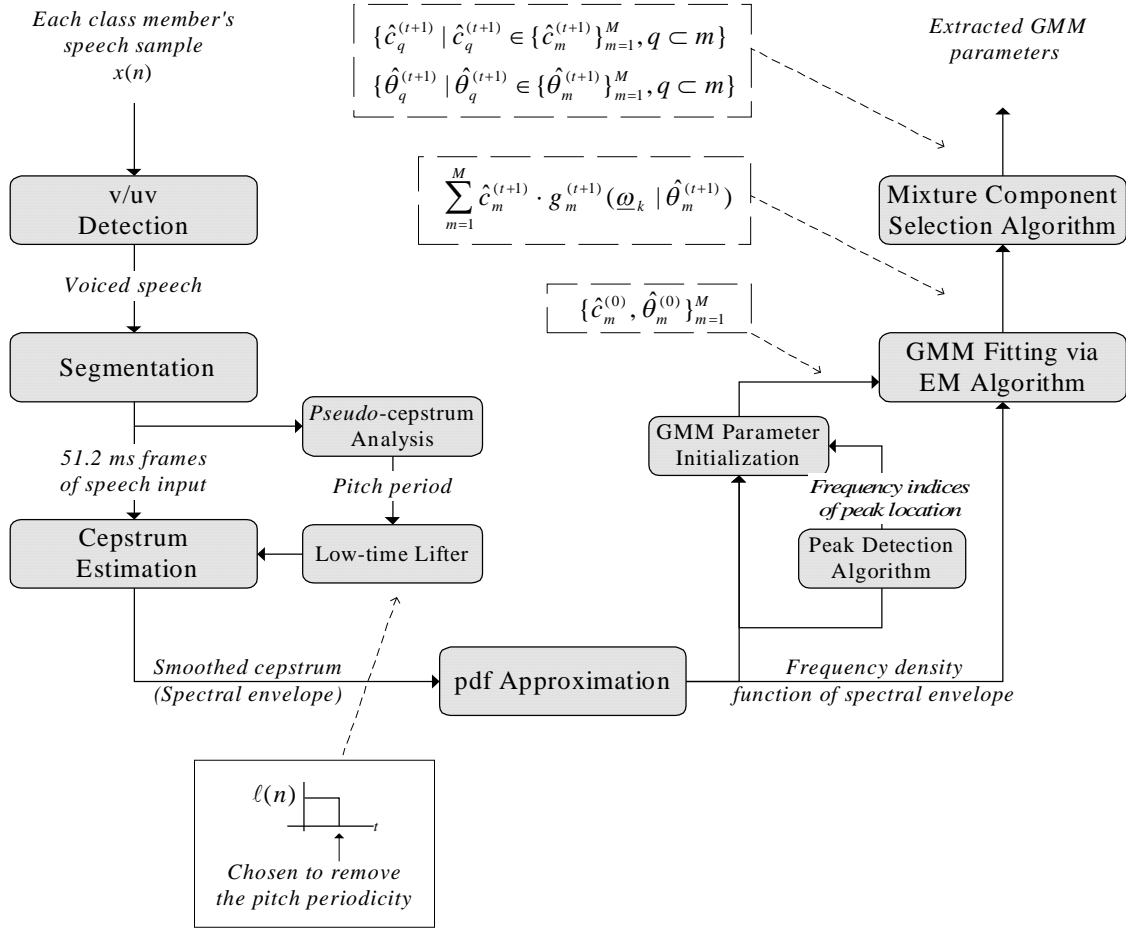 Each class member's
speech sample
x(n)
v/uv
Detection
Voiced speech
Segmentation
Pseudo-cepstrum
Analysis
51.2 ms frames
of speech input
Pitch period
Cepstrum
Estimation
Low-time Lifter
Smoothed cepstrum
(Spectral envelope)
pdf Approximation
ℓ(n)
t
Chosen to remove
the pitch periodicity
{ĉ_q^{(t+1)} | ĉ_q^{(t+1)} ∈ {ĉ_m^{(t+1)}}_{m=1}^M, q ⊂ m}
{θ̂_q^{(t+1)} | θ̂_q^{(t+1)} ∈ {θ̂_m^{(t+1)}}_{m=1}^M, q ⊂ m}
∑_{m=1}^M ĉ_m^{(t+1)} · g_m^{(t+1)}(ω̲_k | θ̂_m^{(t+1)})
{ĉ_m^{(0)}, θ̂_m^{(0)}}_{m=1}^M
Extracted GMM
parameters
Mixture Component
Selection Algorithm
GMM Fitting via
EM Algorithm
GMM Parameter
Initialization
Frequency indices
of peak location
Peak Detection
Algorithm
Frequency density
function of spectral envelope